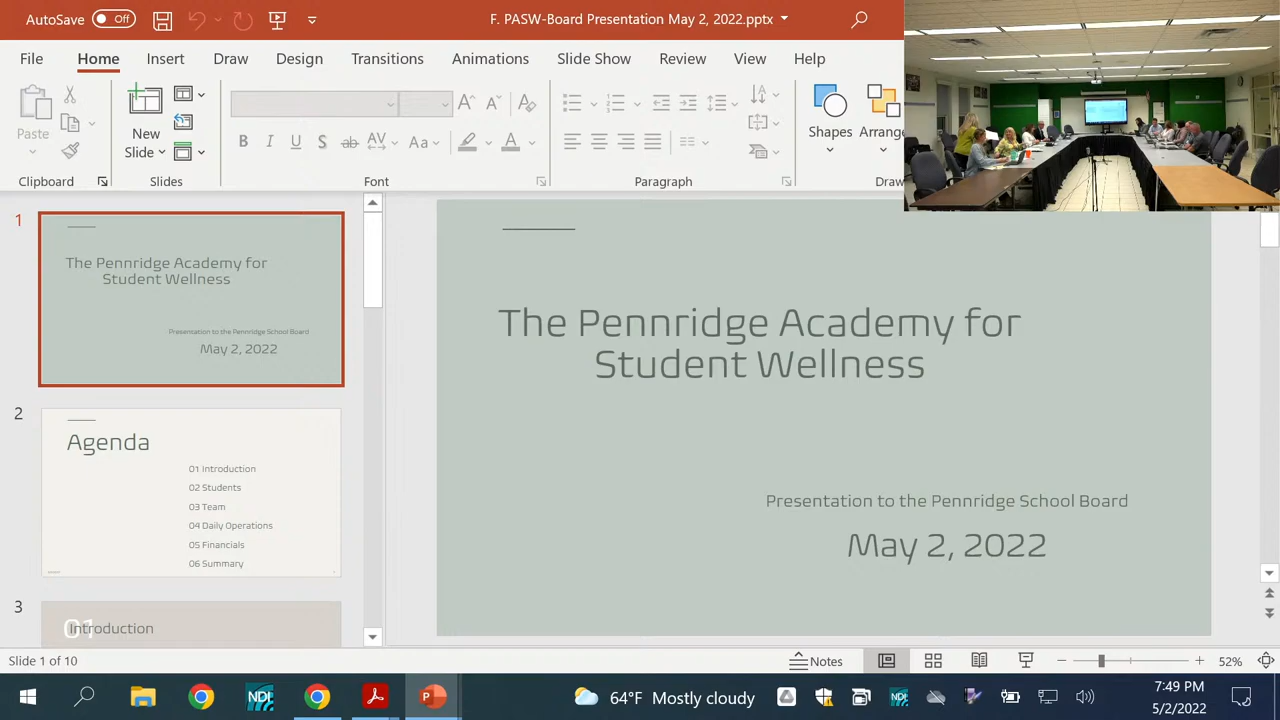 AutoSave Off
F. PASW-Board Presentation May 2, 2022.pptx
File Home Insert Draw Design Transitions Animations Slide Show Review View Help
Paste
New
Slide
Shapes Arrange
Clipboard Slides Font Paragraph Draw
1
The Pennridge Academy for
Student Wellness
Presentation to the Pennridge School Board
May 2, 2022
2
Agenda
01 Introduction
02 Students
03 Team
04 Daily Operations
05 Financials
06 Summary
3
01
Introduction
The Pennridge Academy for
Student Wellness
Presentation to the Pennridge School Board
May 2, 2022
Slide 1 of 10
Notes
52%
NDI
64°F Mostly cloudy
NDI
7:49 PM
5/2/2022